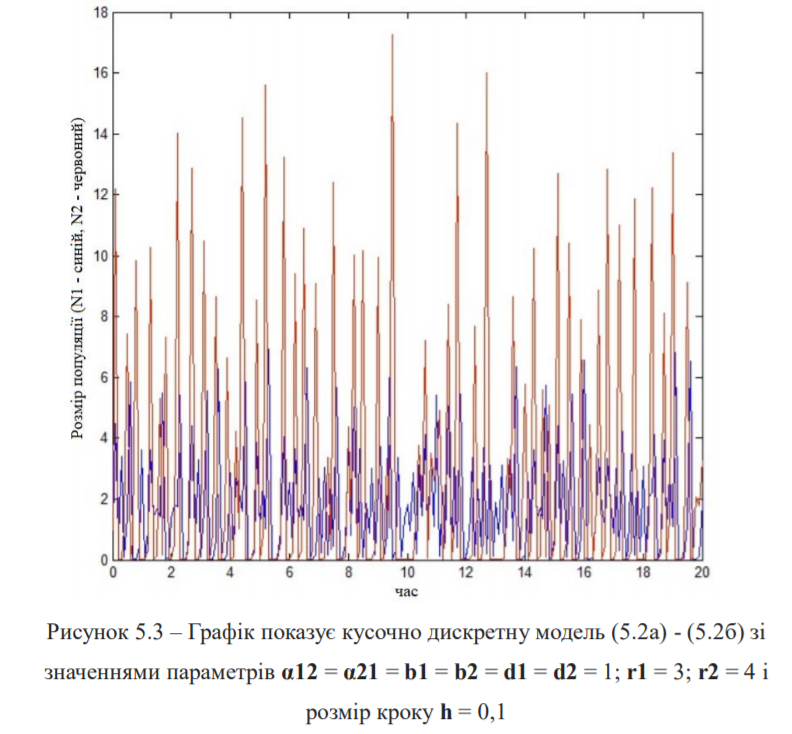 18
16
14
12
10
8
6
4
2
0
Розмір популяції (N1 - синій, N2 - червоний)
0 2 4 6 8 10 12 14 16 18 20
час
Рисунок 5.3 – Графік показує кусочно дискретну модель (5.2а) - (5.2б) зі
значеннями параметрів α12 = α21 = b1 = b2 = d1 = d2 = 1; r1 = 3; r2 = 4 і
розмір кроку h = 0,1